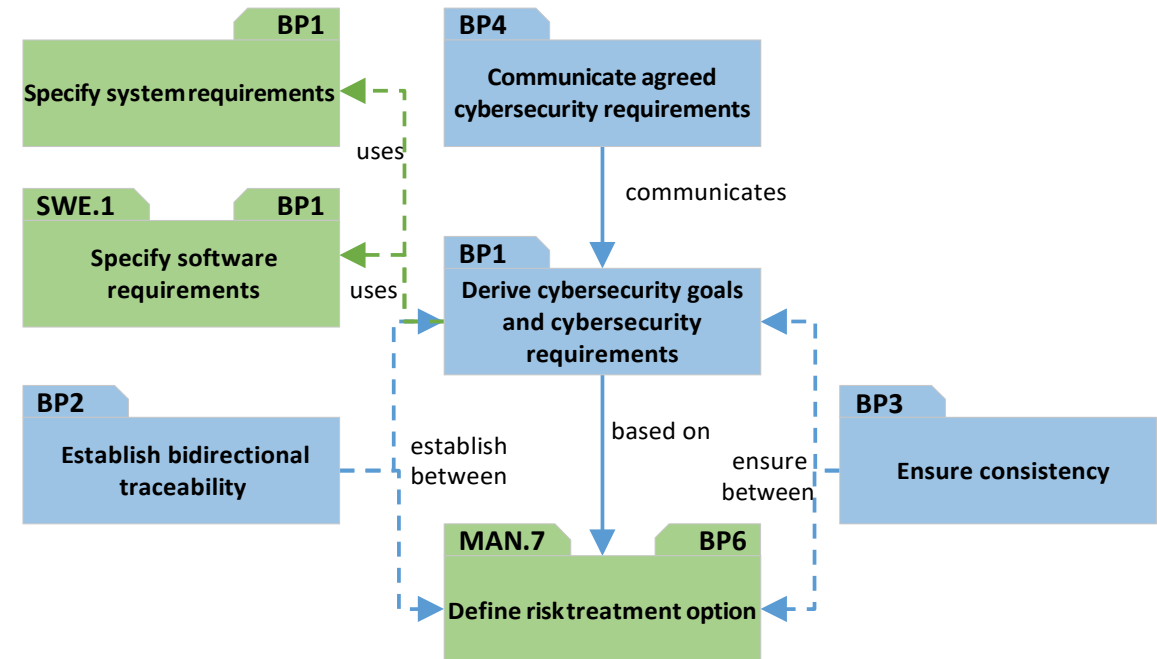 BP1
Specify system requirements
BP4
Communicate agreed
cybersecurity requirements
uses
communicates
SWE.1
BP1
Specify software
requirements
uses
BP1
Derive cybersecurity goals
and cybersecurity
requirements
BP2
Establish bidirectional
traceability
establish
between
based on
ensure
between
BP3
Ensure consistency
MAN.7
BP6
Define risk treatment option